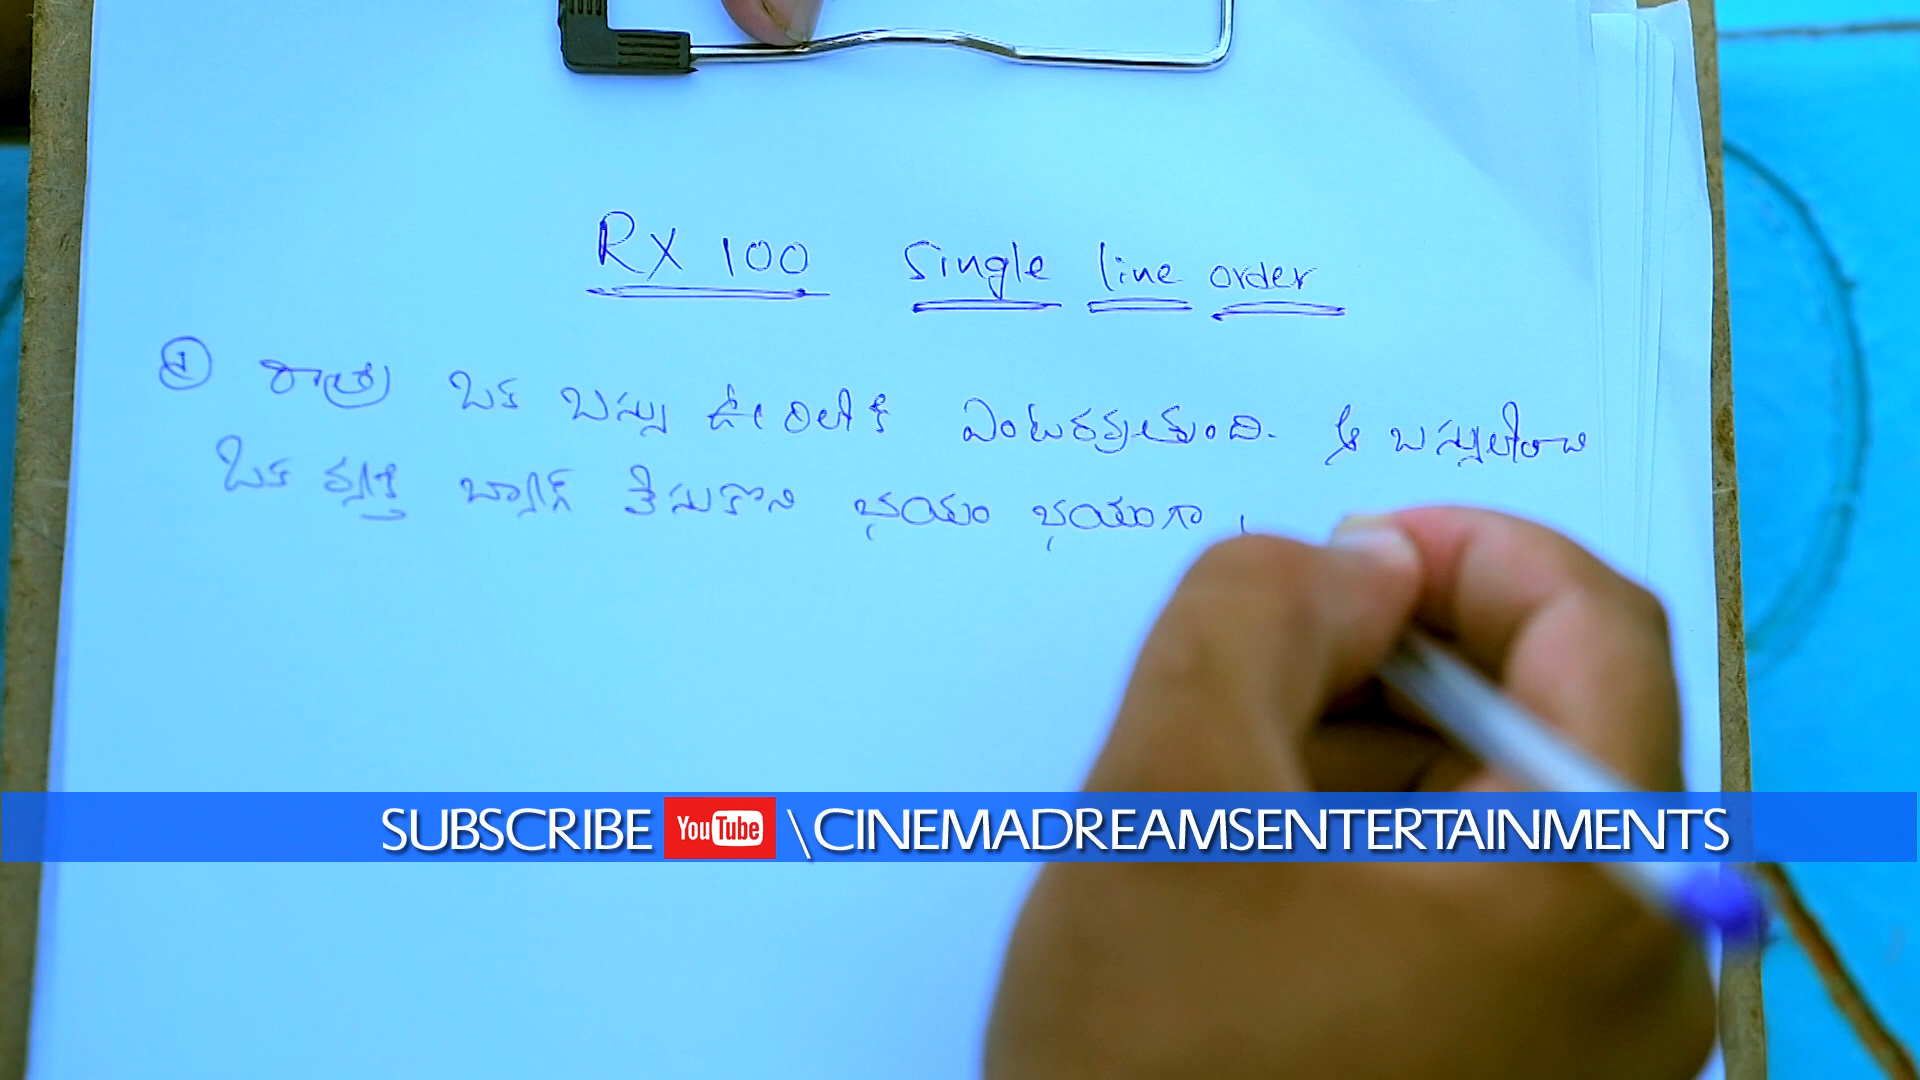 RX 100 Single line order
① రాత్రి ఒక బస్సు ఊరిలోకి ఎంటరవుతుంది. ఆ బస్సులోంచి
ఒక వ్యక్తి బ్యాగ్ తీసుకొని భయం భయంగా
SUBSCRIBE YouTube \CINEMADREAMSENTERTAINMENTS